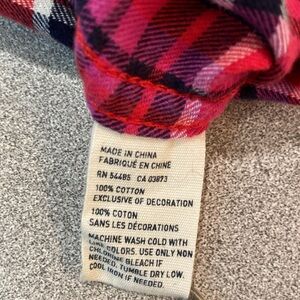 MADE IN CHINA
FABRIQUÉ EN CHINE
RN 54485 CA 03873
100% COTTON
EXCLUSIVE OF DECORATION
100% COTON
SANS LES DÉCORATIONS
MACHINE WASH COLD WITH
LIKE COLORS. USE ONLY NON
CHLORINE BLEACH IF
NEEDED. TUMBLE DRY LOW.
COOL IRON IF NEEDED.